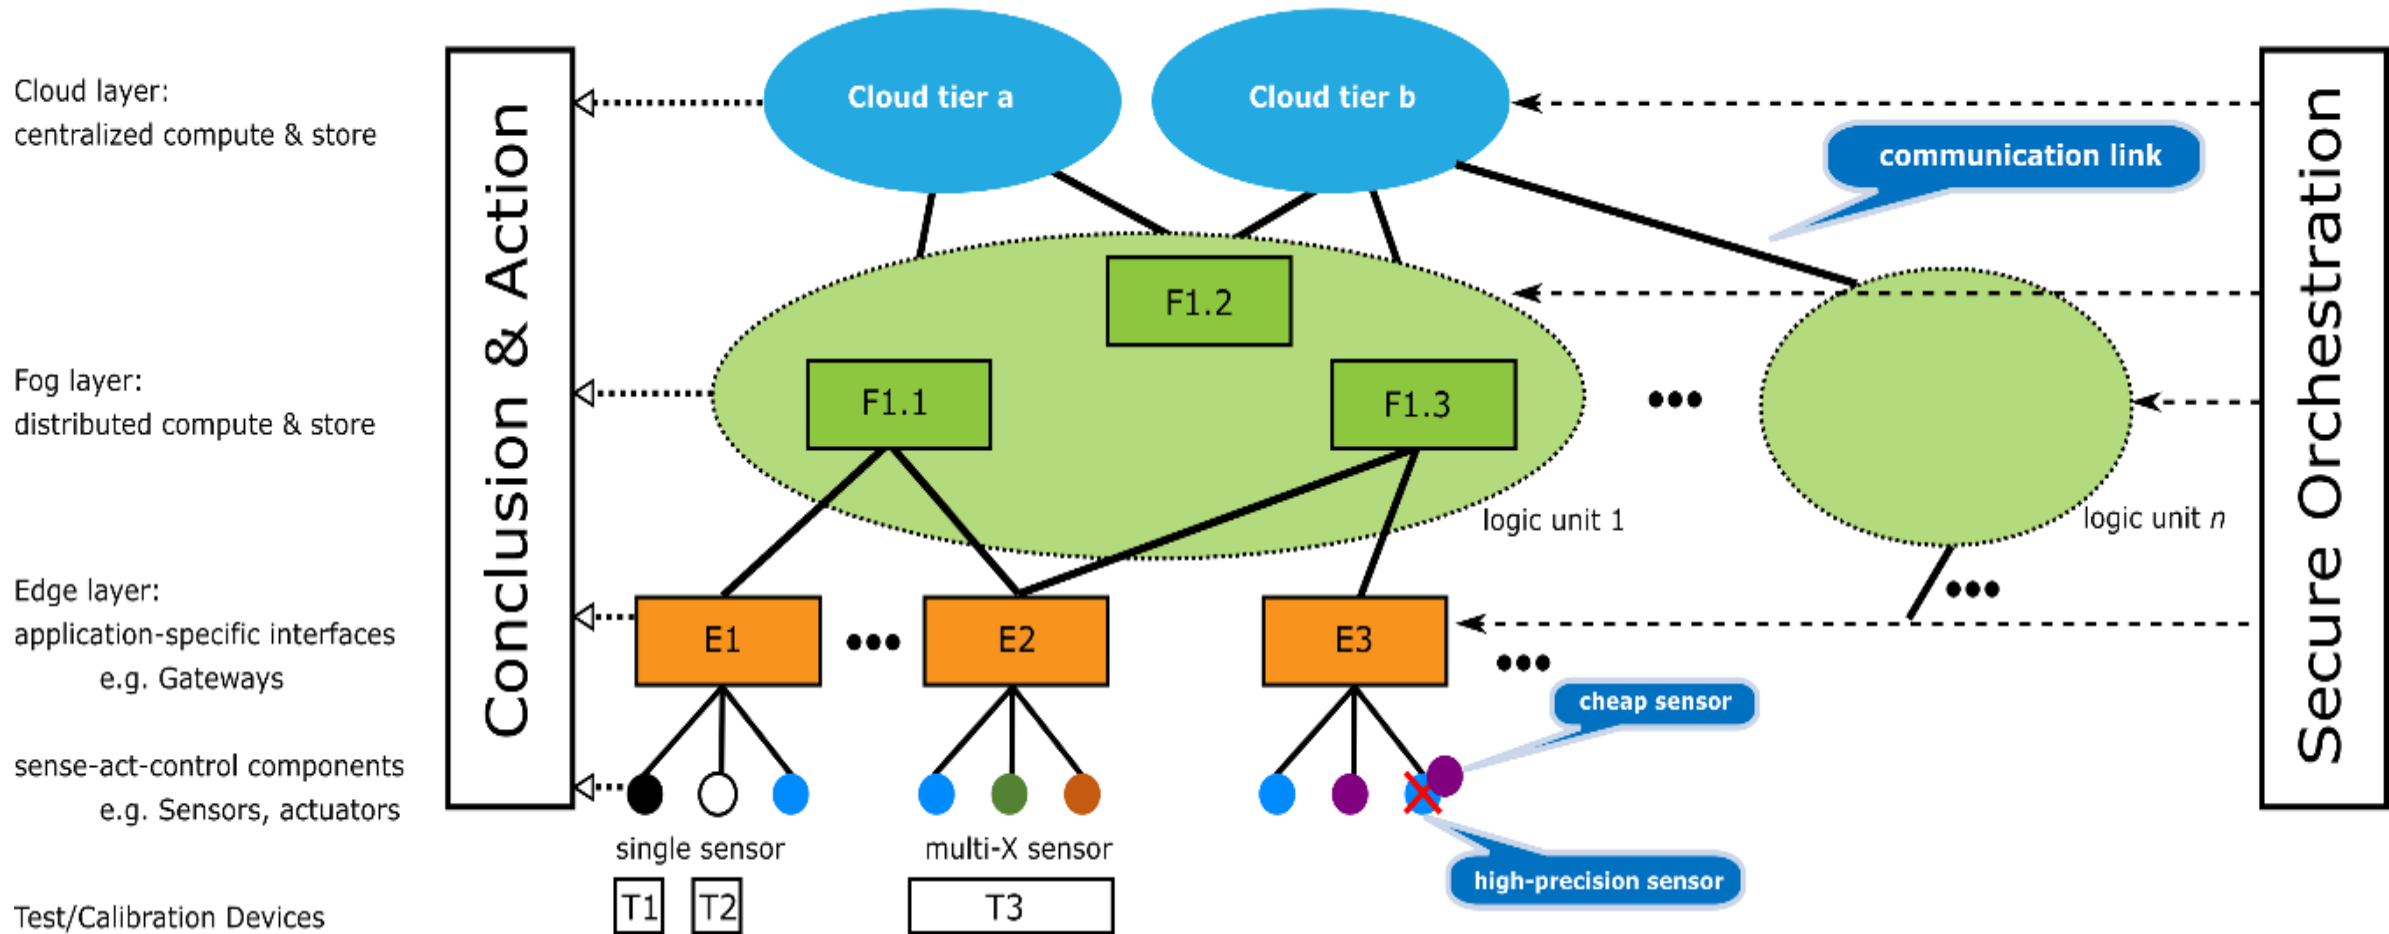 Cloud layer:
centralized compute & store
Fog layer:
distributed compute & store
Edge layer:
application-specific interfaces
e.g. Gateways
sense-act-control components
e.g. Sensors, actuators
Test/Calibration Devices
Conclusion & Action
Cloud tier a
Cloud tier b
communication link
F1.2
F1.1
F1.3
logic unit 1
logic unit n
E1
E2
E3
cheap sensor
high-precision sensor
single sensor
multi-X sensor
T1
T2
T3
Secure Orchestration